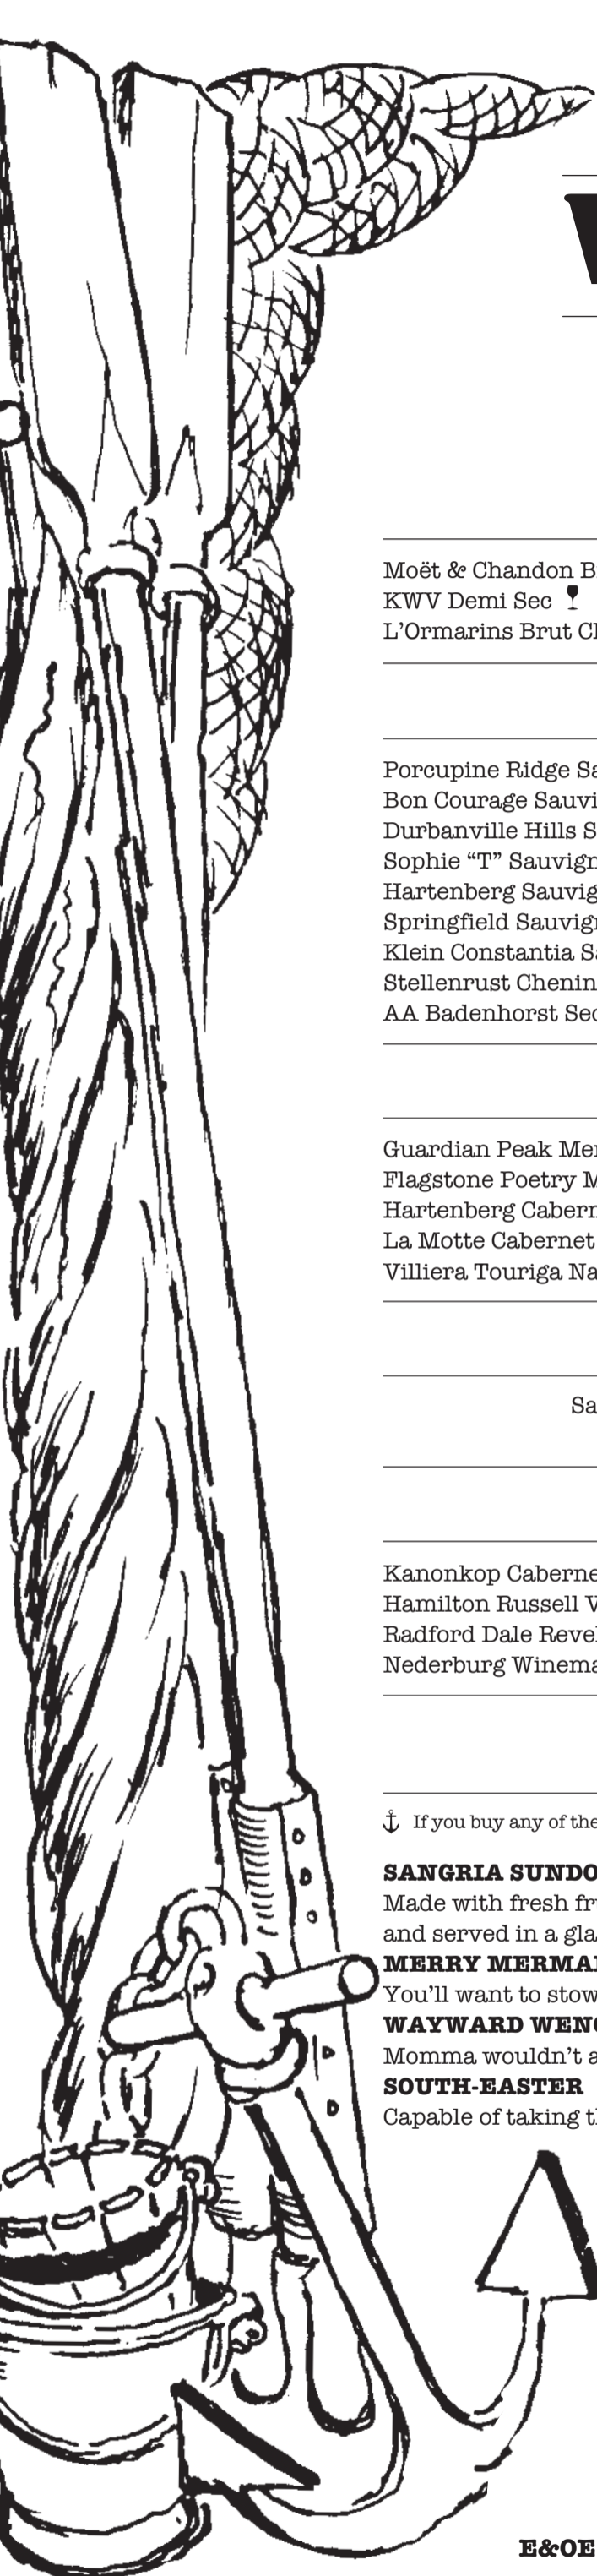 Moët & Chandon B
KWV Demi Sec
L'Ormarins Brut Cl
Porcupine Ridge Sa
Bon Courage Sauvi
Durbanville Hills S
Sophie “T” Sauvign
Hartenberg Sauvig
Springfield Sauvign
Klein Constantia Sa
Stellenrust Chenin
AA Badenhorst Sec
Guardian Peak Mer
Flagstone Poetry M
Hartenberg Cabern
La Motte Cabernet
Villiera Touriga Na
Sa
Kanonkop Caberne
Hamilton Russell V
Radford Dale Revel
Nederburg Winema
If you buy any of the
SANGRIA SUNDO
Made with fresh fru
and served in a gla
MERRY MERMAI
You'll want to stow
WAYWARD WENC
Momma wouldn't a
SOUTH-EASTER
Capable of taking th
E&OE